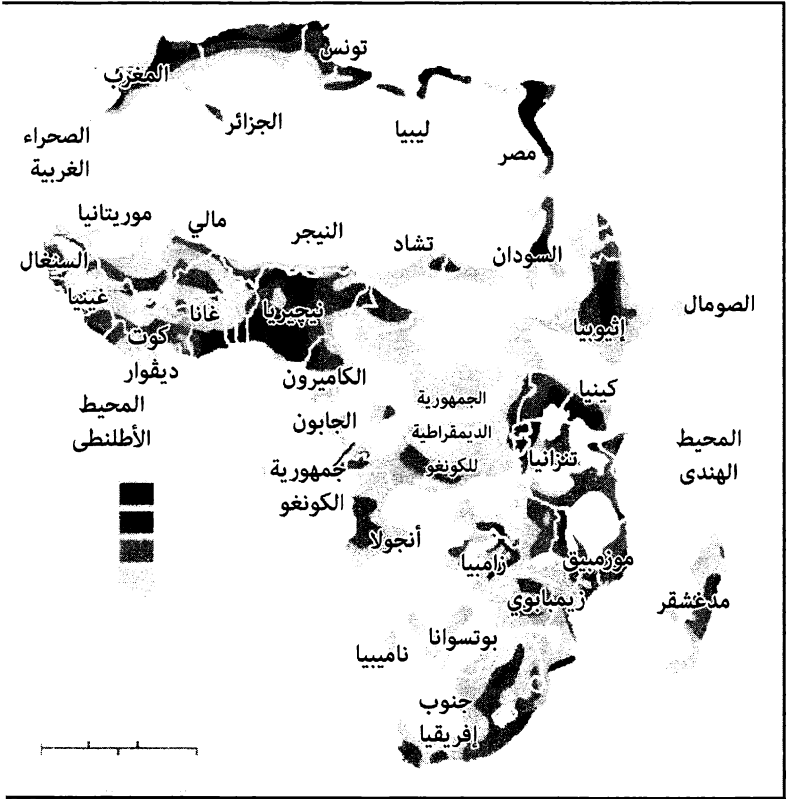 تونس
المغرب
الجزائر
ليبيا
مصر
الصحراء
الغربية
موريتانيا
مالي
النيجر
تشاد
السودان
السنغال
غينيا
غانا
نيچيريا
كوت
ديڤوار
الكاميرون
إثيوبيا
الصومال
المحيط
الأطلنطى
الجابون
الجمهورية
الديمقراطية
للكونغو
كينيا
تنزانيا
المحيط
الهندى
جمهورية
الكونغو
أنجولا
زامبيا
موزمبيق
زيمبابوي
مدغشقر
بوتسوانا
ناميبيا
جنوب
إفريقيا